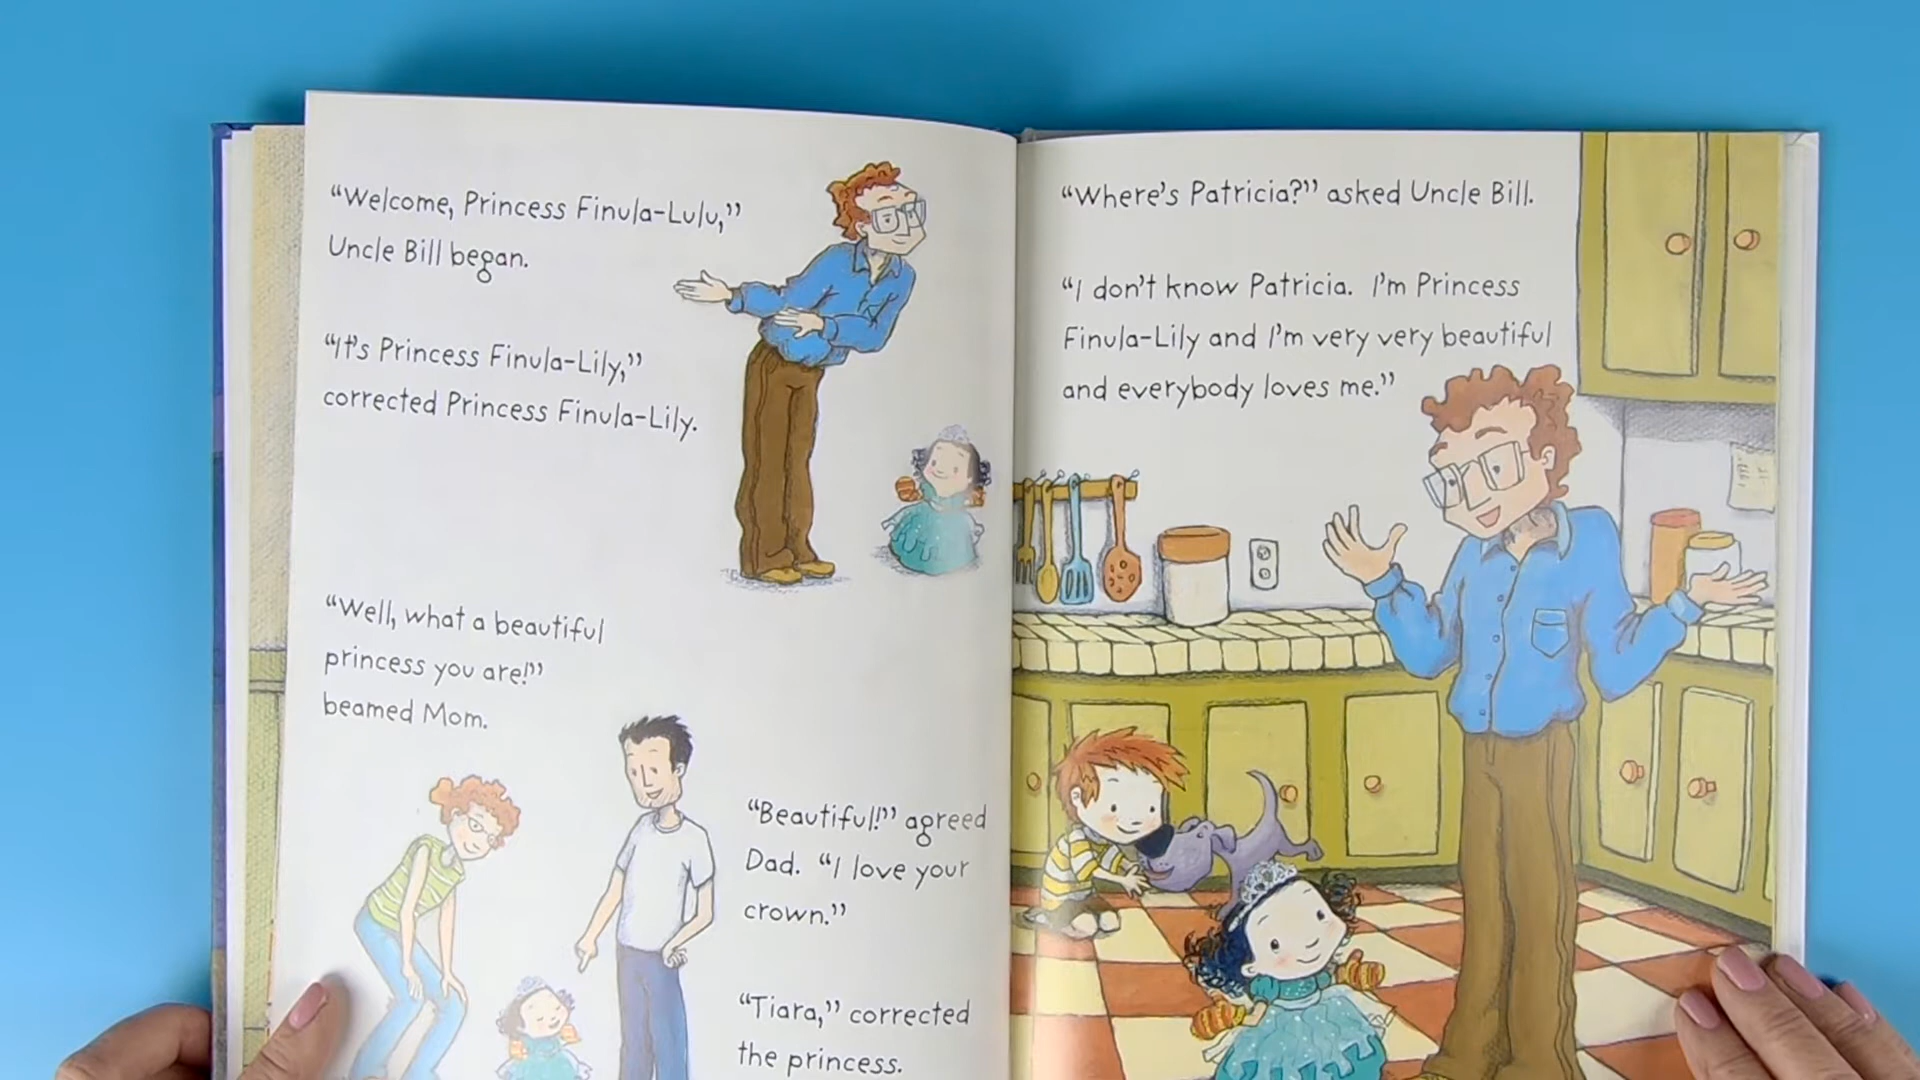 “Welcome, Princess Finula-Lulu,”
Uncle Bill began.
“It's Princess Finula-Lily,”
corrected Princess Finula-Lily.
“Well, what a beautiful
princess you are!”
beamed Mom.
“Beautiful!” agreed
Dad. “I love your
crown.”
“Tiara,” corrected
the princess.
“Where's Patricia?” asked Uncle Bill.
“I don't know Patricia. I'm Princess
Finula-Lily and I'm very very beautiful
and everybody loves me.”